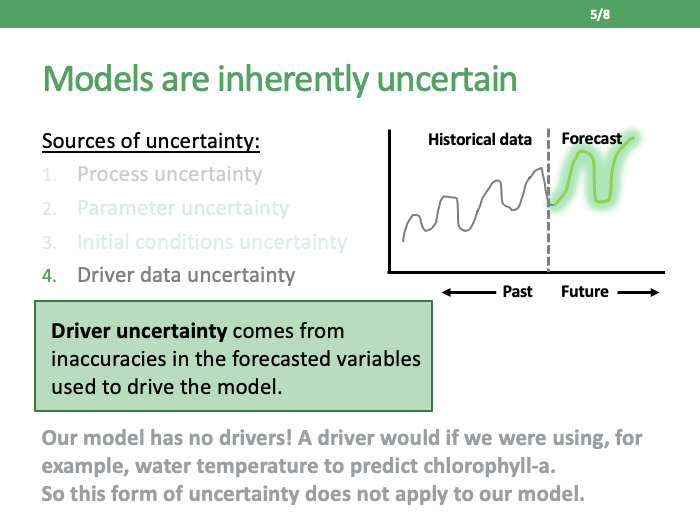 5/8
Models are inherently uncertain
Sources of uncertainty:
1. Process uncertainty
2. Parameter uncertainty
3. Initial conditions uncertainty
4. Driver data uncertainty
Historical data
Forecast
Past
Future
Driver uncertainty comes from
inaccuracies in the forecasted variables
used to drive the model.
Our model has no drivers! A driver would if we were using, for
example, water temperature to predict chlorophyll-a.
So this form of uncertainty does not apply to our model.